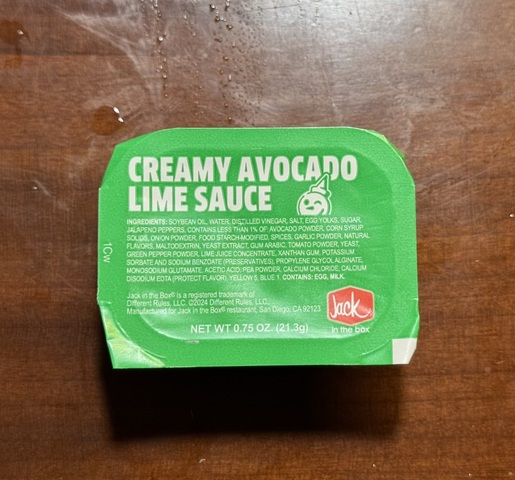 CREAMY AVOCADO
LIME SAUCE
INGREDIENTS: SOYBEAN OIL, WATER, DISTILLED VINEGAR, SALT, EGG YOLKS, SUGAR,
JALAPENO PEPPERS, CONTAINS LESS THAN 1% OF: AVOCADO POWDER, CORN SYRUP
SOLIDS, ONION POWDER, FOOD STARCH-MODIFIED, SPICES, GARLIC POWDER, NATURAL
FLAVORS, MALTODEXTRIN, YEAST EXTRACT, GUM ARABIC, TOMATO POWDER, YEAST,
GREEN PEPPER POWDER, LIME JUICE CONCENTRATE, XANTHAN GUM, POTASSIUM
SORBATE AND SODIUM BENZOATE (PRESERVATIVES), PROPYLENE GLYCOL ALGINATE,
MONOSODIUM GLUTAMATE, ACETIC ACID, PEA POWDER, CALCIUM CHLORIDE, CALCIUM
DISODIUM EDTA (PROTECT FLAVOR), YELLOW 5, BLUE 1. CONTAINS: EGG, MILK.
Jack in the Box® is a registered trademark of
Different Rules, LLC. ©2024 Different Rules, LLC.
Manufactured for Jack in the Box® restaurant, San Diego, CA 92123
NET WT 0.75 OZ. (21.3g)
Jack
in the box
TCW